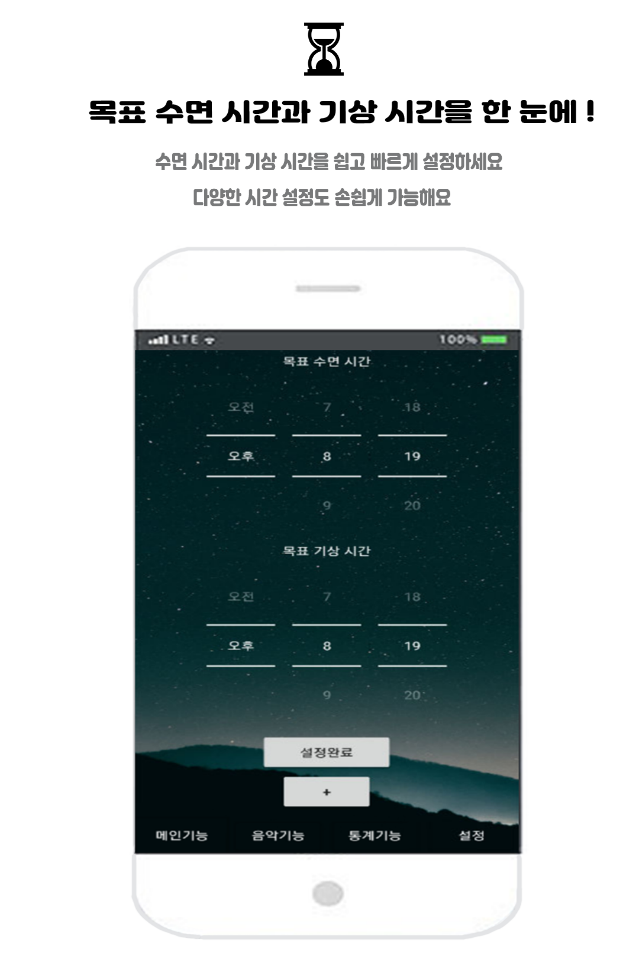 목표 수면 시간과 기상 시간을 한 눈에 !
수면 시간과 기상 시간을 쉽고 빠르게 설정하세요
다양한 시간 설정도 손쉽게 가능해요
LTE 100%
목표 수면 시간
오전 7 18
오후 8 19
9 20
목표 기상 시간
오전 7 18
오후 8 19
9 20
설정완료
+
메인기능 음악기능 통계기능 설정